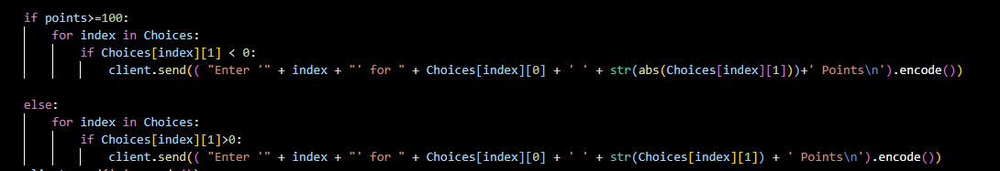 if points>=100:
for index in Choices:
if Choices[index][1] < 0:
client.send(( "Enter '" + index + "' for " + Choices[index][0] + ' ' + str(abs(Choices[index][1]))+' Points\n').encode())
else:
for index in Choices:
if Choices[index][1]>0:
client.send(( "Enter '" + index + "' for " + Choices[index][0] + ' ' + str(Choices[index][1]) + ' Points\n').encode())